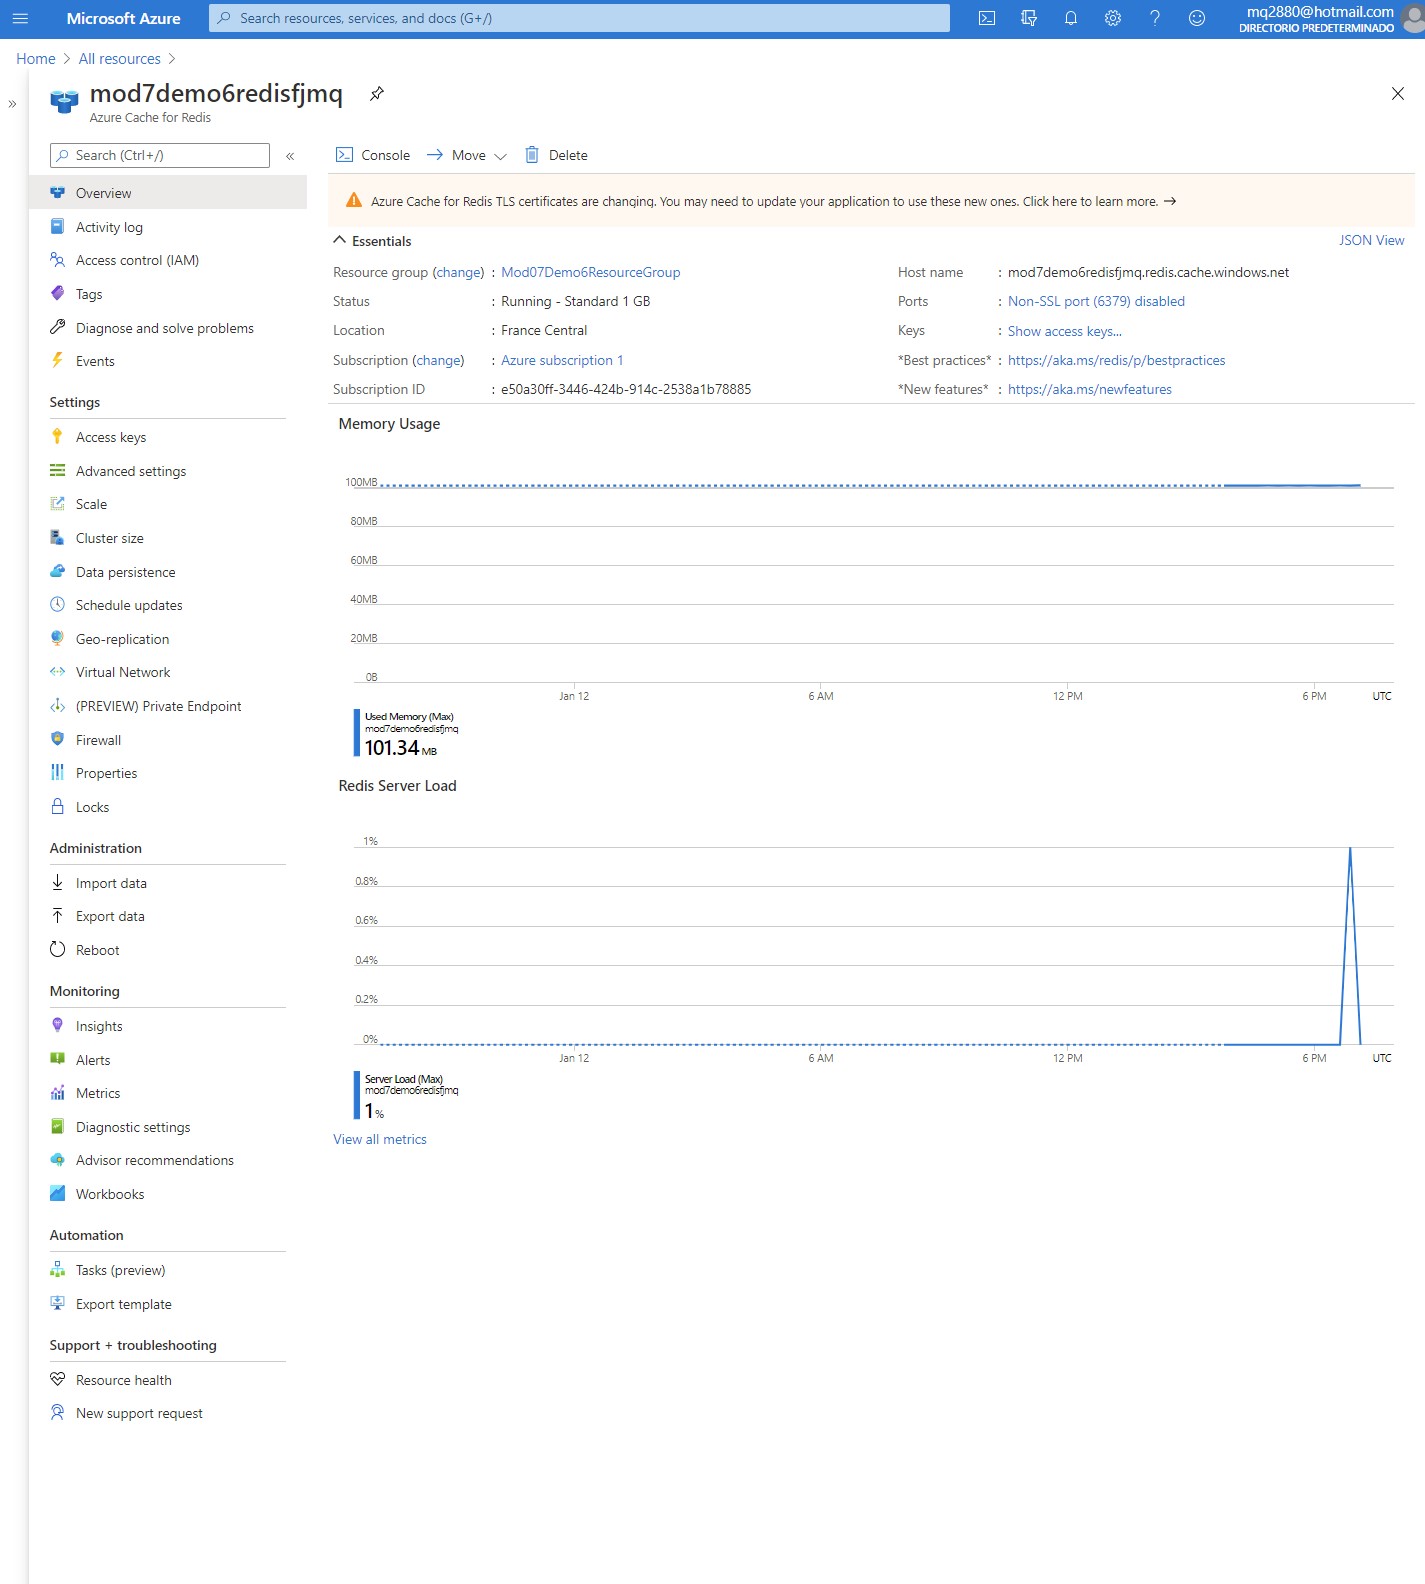 Microsoft Azure
Search resources, services, and docs (G+/)
mq2880@hotmail.com
DIRECTORIO PREDETERMINADO
Home > All resources >
mod7demo6redisfjmq
Azure Cache for Redis
Search (Ctrl+/)
Overview
Activity log
Access control (IAM)
Tags
Diagnose and solve problems
Events
Settings
Access keys
Advanced settings
Scale
Cluster size
Data persistence
Schedule updates
Geo-replication
Virtual Network
(PREVIEW) Private Endpoint
Firewall
Properties
Locks
Administration
Import data
Export data
Reboot
Monitoring
Insights
Alerts
Metrics
Diagnostic settings
Advisor recommendations
Workbooks
Automation
Tasks (preview)
Export template
Support + troubleshooting
Resource health
New support request
Console Move Delete
Azure Cache for Redis TLS certificates are changing. You may need to update your application to use these new ones. Click here to learn more. →
Essentials JSON View
Resource group (change) : Mod07Demo6ResourceGroup
Status : Running - Standard 1 GB
Location : France Central
Subscription (change) : Azure subscription 1
Subscription ID : e50a30ff-3446-424b-914c-2538a1b78885
Host name : mod7demo6redisfjmq.redis.cache.windows.net
Ports : Non-SSL port (6379) disabled
Keys : Show access keys...
*Best practices* : https://aka.ms/redis/p/bestpractices
*New features* : https://aka.ms/newfeatures
Memory Usage
100MB
80MB
60MB
40MB
20MB
0B
Jan 12 6 AM 12 PM 6 PM UTC
Used Memory (Max)
mod7demo6redisfjmq
101.34 MB
Redis Server Load
1%
0.8%
0.6%
0.4%
0.2%
0%
Jan 12 6 AM 12 PM 6 PM UTC
Server Load (Max)
mod7demo6redisfjmq
1 %
View all metrics